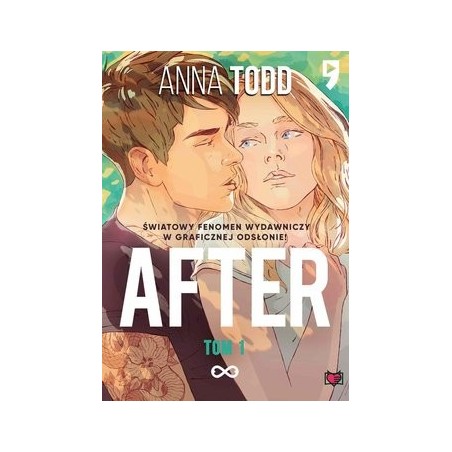 ANNA TODD
ŚWIATOWY FENOMEN WYDAWNICZY
W GRAFICZNEJ ODSŁONIE!
AFTER
TOM 1